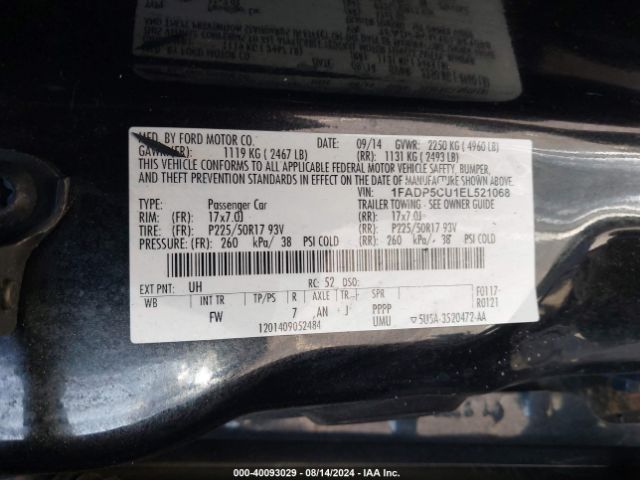 MFD. BY FORD MOTOR CO. DATE: 09/14 GVWR: 2250 KG ( 4960 LB)
GAWR(FR): 1119 KG ( 2467 LB) (RR): 1131 KG ( 2493 LB)
THIS VEHICLE CONFORMS TO ALL APPLICABLE FEDERAL MOTOR VEHICLE SAFETY, BUMPER,
AND THEFT PREVENTION STANDARDS IN EFFECT ON THE DATE OF MANUFACTURE SHOWN ABOVE.
VIN: 1FADP5CU1EL521068
TYPE: Passenger Car TRAILER TOWING - SEE OWNER GUIDE
RIM: (FR): 17x7.0J (RR): 17x7.0J
TIRE: (FR): P225/50R17 93V (RR): P225/50R17 93V
PRESSURE: (FR): 260 kPa/ 38 PSI COLD (RR): 260 kPa/ 38 PSI COLD
EXT PNT: UH RC: 52 DSO: F0117-
WB INT TR TP/PS R AXLE TR SPR R0121
FW 7 AN J PPPP
1201409052484 UMU 5USA-3520472-AA
000-40093029 - 08/14/2024 - IAA, Inc.